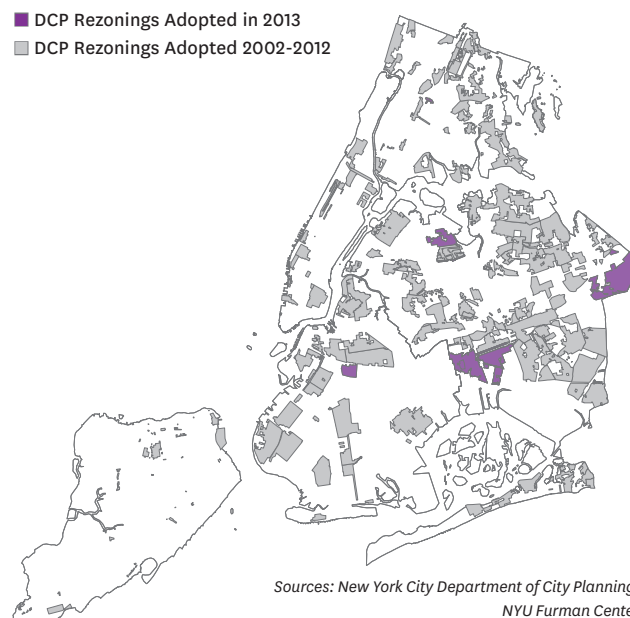 DCP Rezonings Adopted in 2013
DCP Rezonings Adopted 2002-2012
Sources: New York City Department of City Planning
NYU Furman Cente